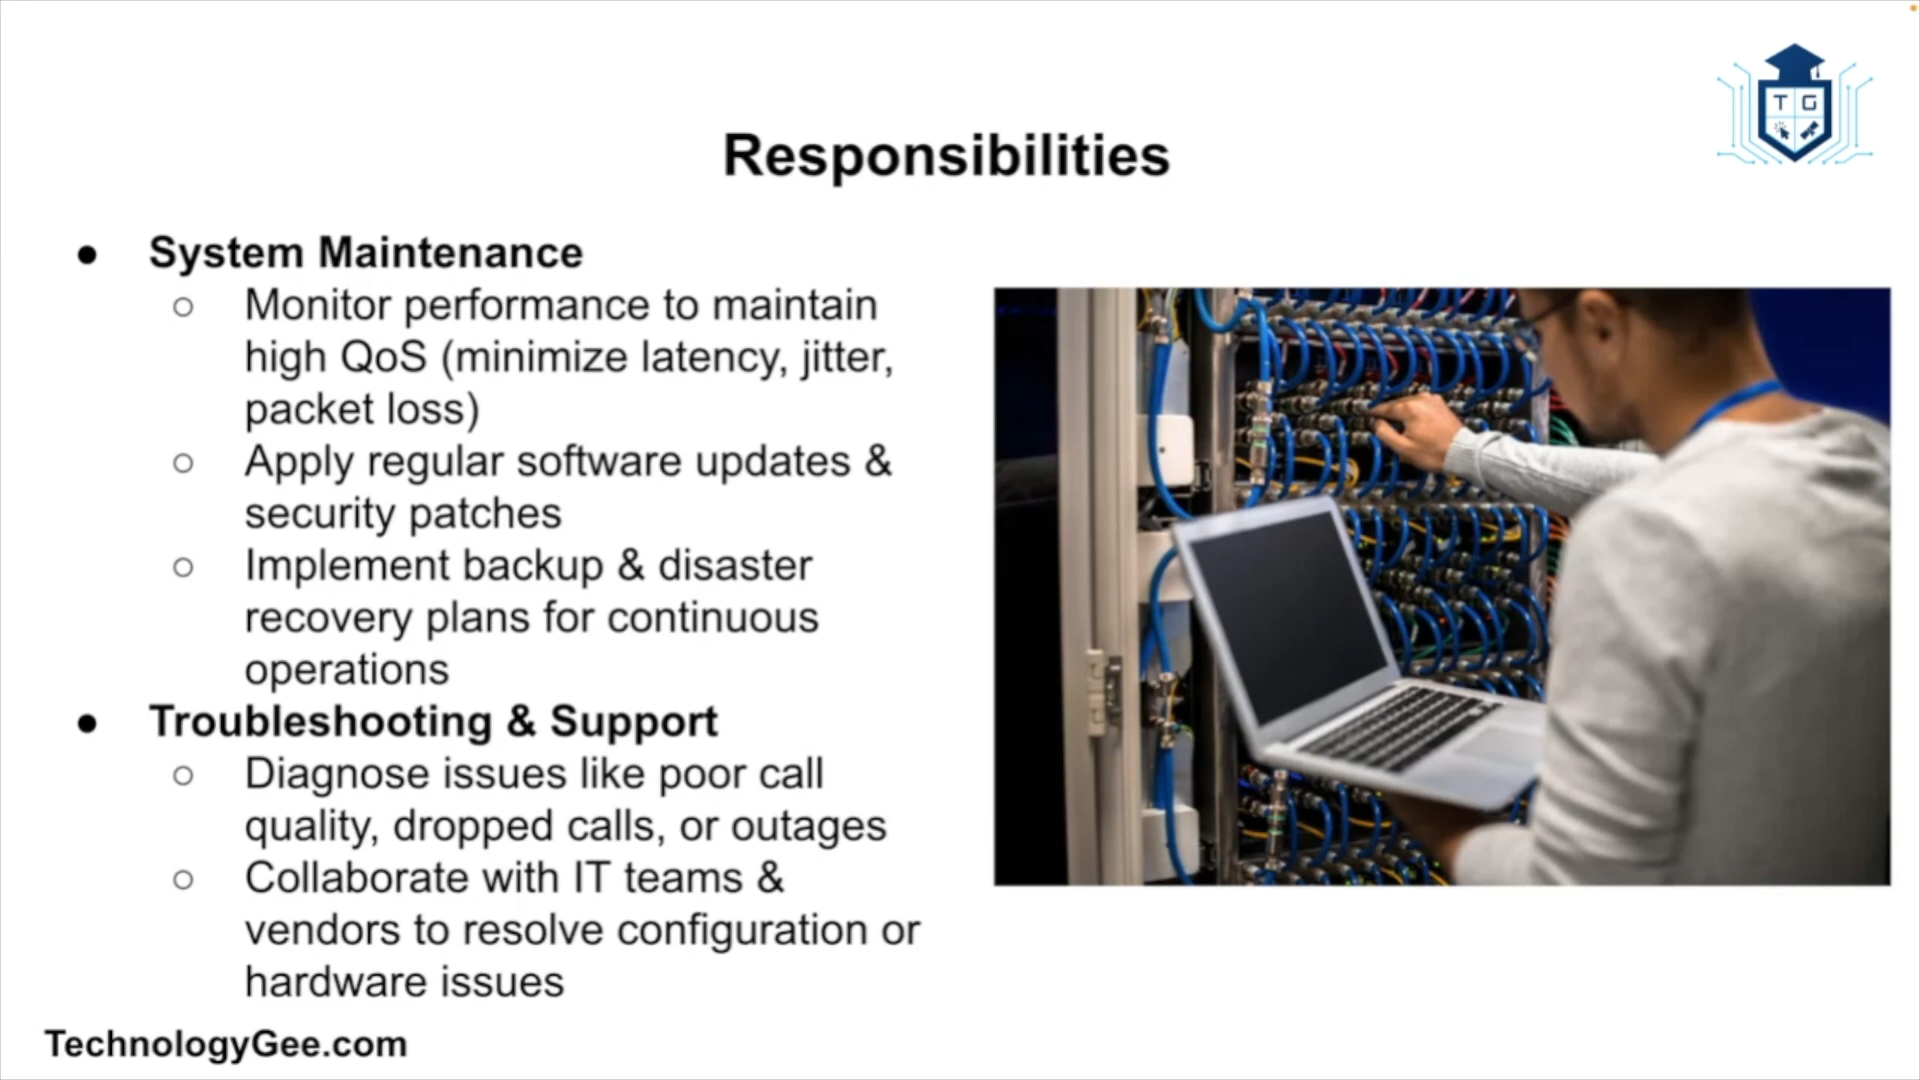 T G
Responsibilities
● System Maintenance
○ Monitor performance to maintain
high QoS (minimize latency, jitter,
packet loss)
○ Apply regular software updates &
security patches
○ Implement backup & disaster
recovery plans for continuous
operations
● Troubleshooting & Support
○ Diagnose issues like poor call
quality, dropped calls, or outages
○ Collaborate with IT teams &
vendors to resolve configuration or
hardware issues
TechnologyGee.com